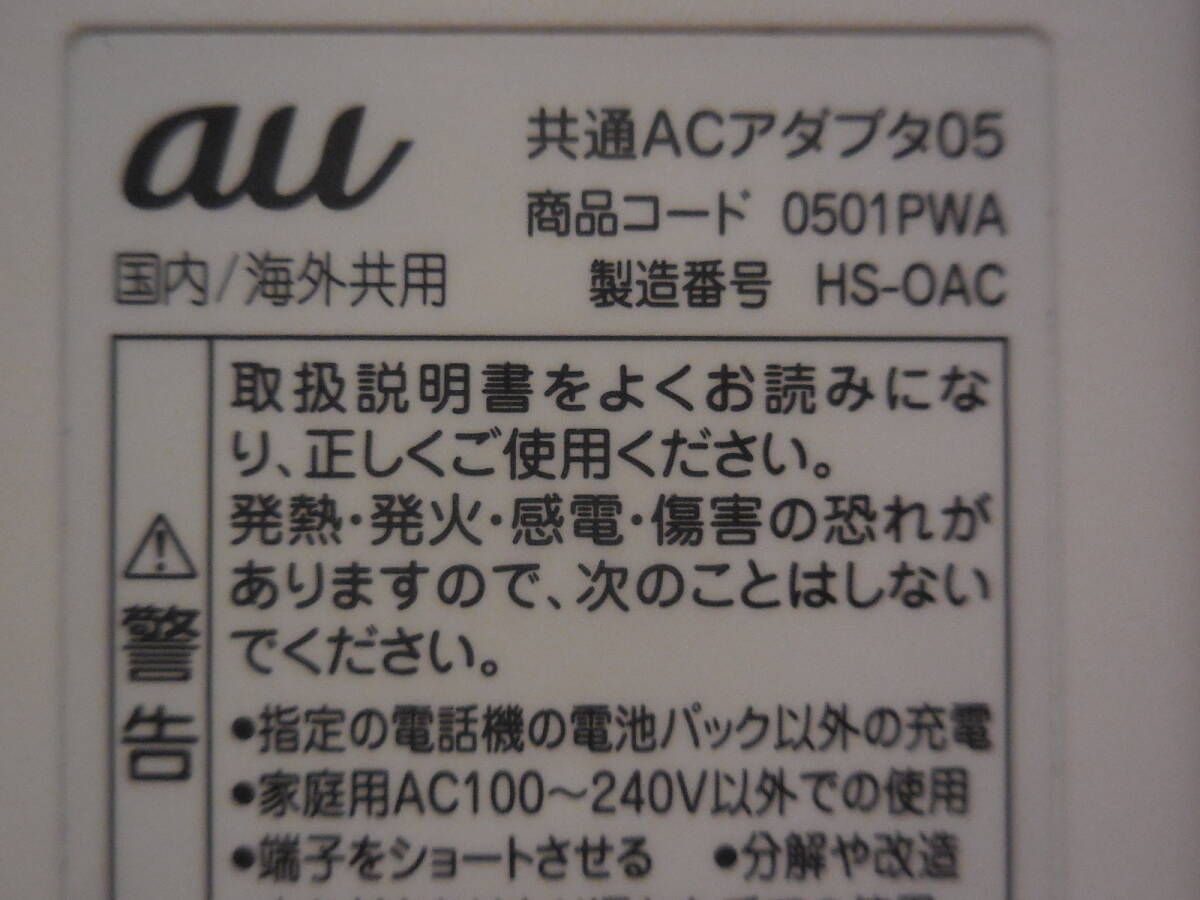 au
共通ACアダプタ05
商品コード 0501PWA
国内/海外共用
製造番号 HS-OAC
警告
取扱説明書をよくお読みにな
り、正しくご使用ください。
発熱・発火・感電・傷害の恐れが
ありますので、次のことはしない
でください。
•指定の電話機の電池パック以外の充電
•家庭用AC100～240V以外での使用
•端子をショートさせる •分解や改造